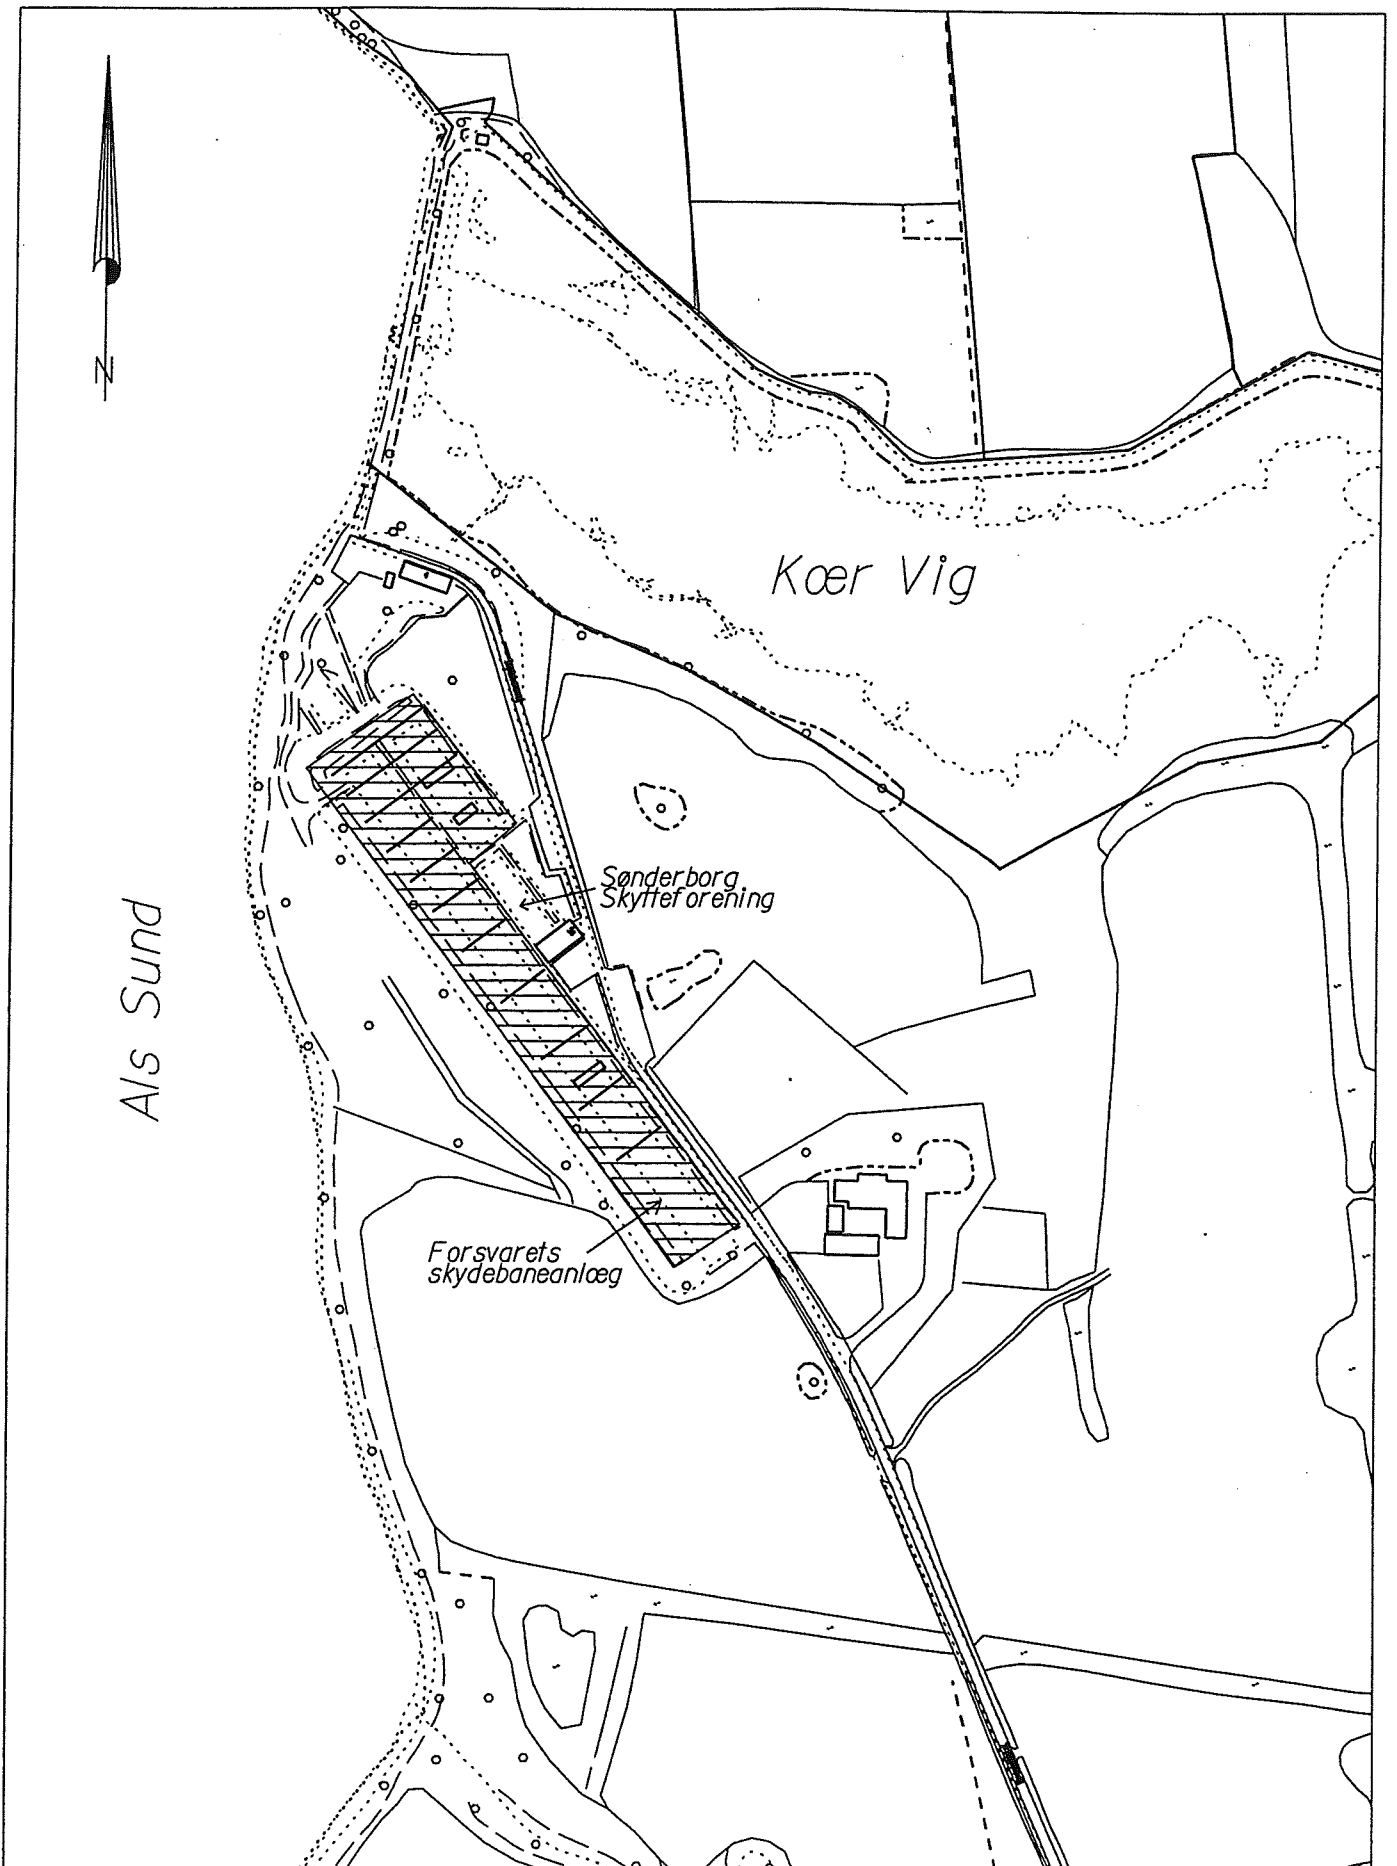 N
Kær Vig
Sønderborg
Skytteforening
Als Sund
Forsvarets
skydebaneanlæg